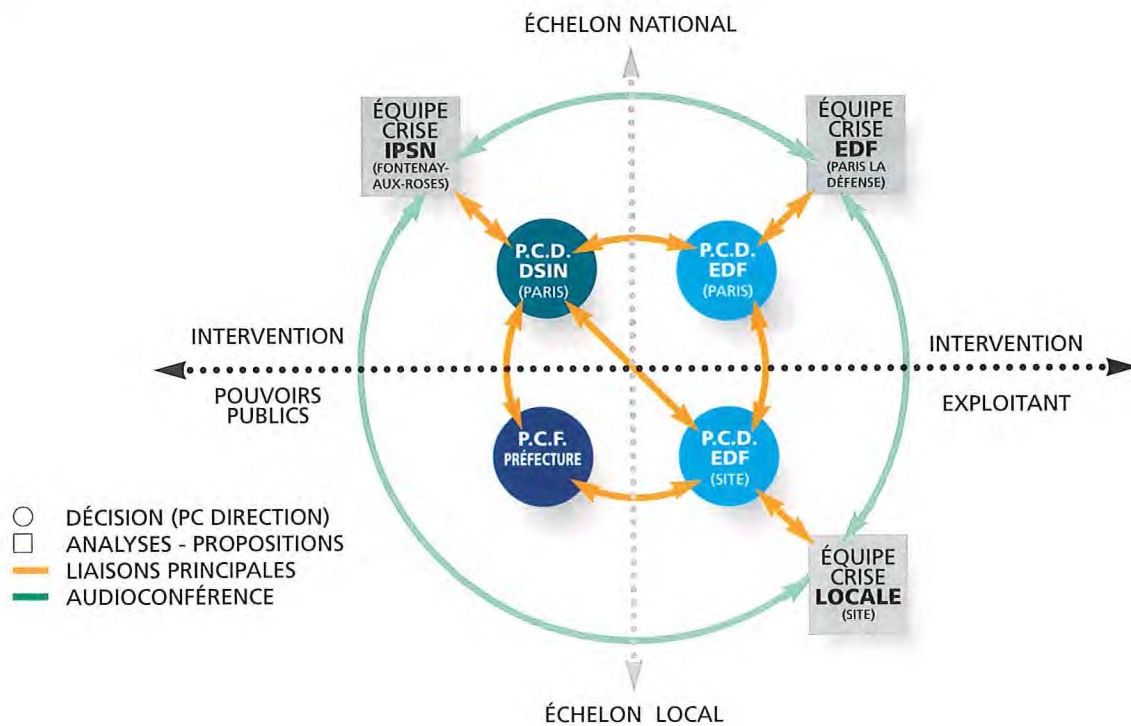 ÉCHELON NATIONAL
ÉQUIPE
CRISE
IPSN
(FONTENAY-
AUX-ROSES)
ÉQUIPE
CRISE
EDF
(PARIS LA
DÉFENSE)
P.C.D.
DSIN
(PARIS)
P.C.D.
EDF
(PARIS)
INTERVENTION
POUVOIRS
PUBLICS
INTERVENTION
EXPLOITANT
P.C.F.
PRÉFECTURE
P.C.D.
EDF
(SITE)
DÉCISION (PC DIRECTION)
ANALYSES - PROPOSITIONS
LIAISONS PRINCIPALES
AUDIOCONFÉRENCE
ÉQUIPE
CRISE
LOCALE
(SITE)
ÉCHELON LOCAL